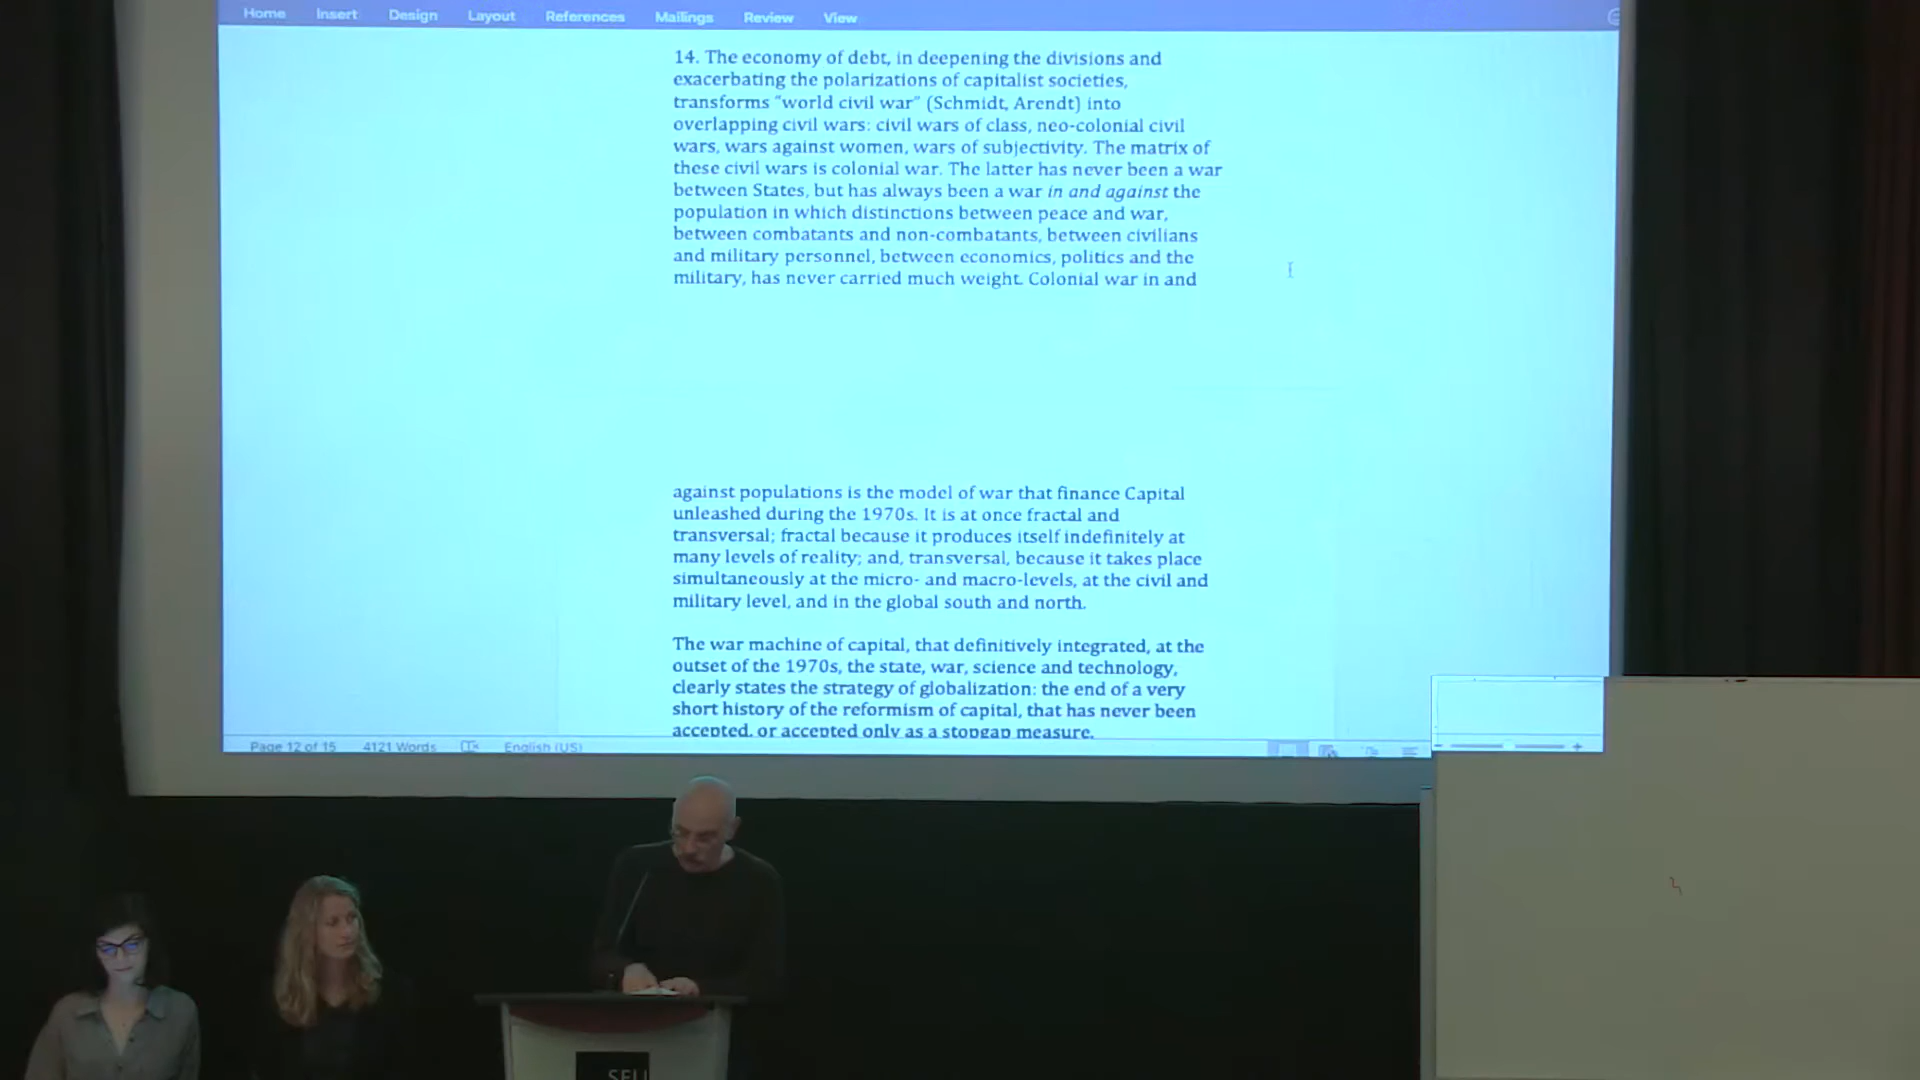 Home Insert Design Layout References Mailings Review View
14. The economy of debt, in deepening the divisions and
exacerbating the polarizations of capitalist societies,
transforms “world civil war” (Schmidt, Arendt) into
overlapping civil wars: civil wars of class, neo-colonial civil
wars, wars against women, wars of subjectivity. The matrix of
these civil wars is colonial war. The latter has never been a war
between States, but has always been a war in and against the
population in which distinctions between peace and war,
between combatants and non-combatants, between civilians
and military personnel, between economics, politics and the
military, has never carried much weight. Colonial war in and
against populations is the model of war that finance Capital
unleashed during the 1970s. It is at once fractal and
transversal; fractal because it produces itself indefinitely at
many levels of reality; and, transversal, because it takes place
simultaneously at the micro- and macro-levels, at the civil and
military level, and in the global south and north.
The war machine of capital, that definitively integrated, at the
outset of the 1970s, the state, war, science and technology,
clearly states the strategy of globalization: the end of a very
short history of the reformism of capital, that has never been
accepted, or accepted only as a stopgap measure.
Page 12 of 15 4121 Words English (US)
SFU